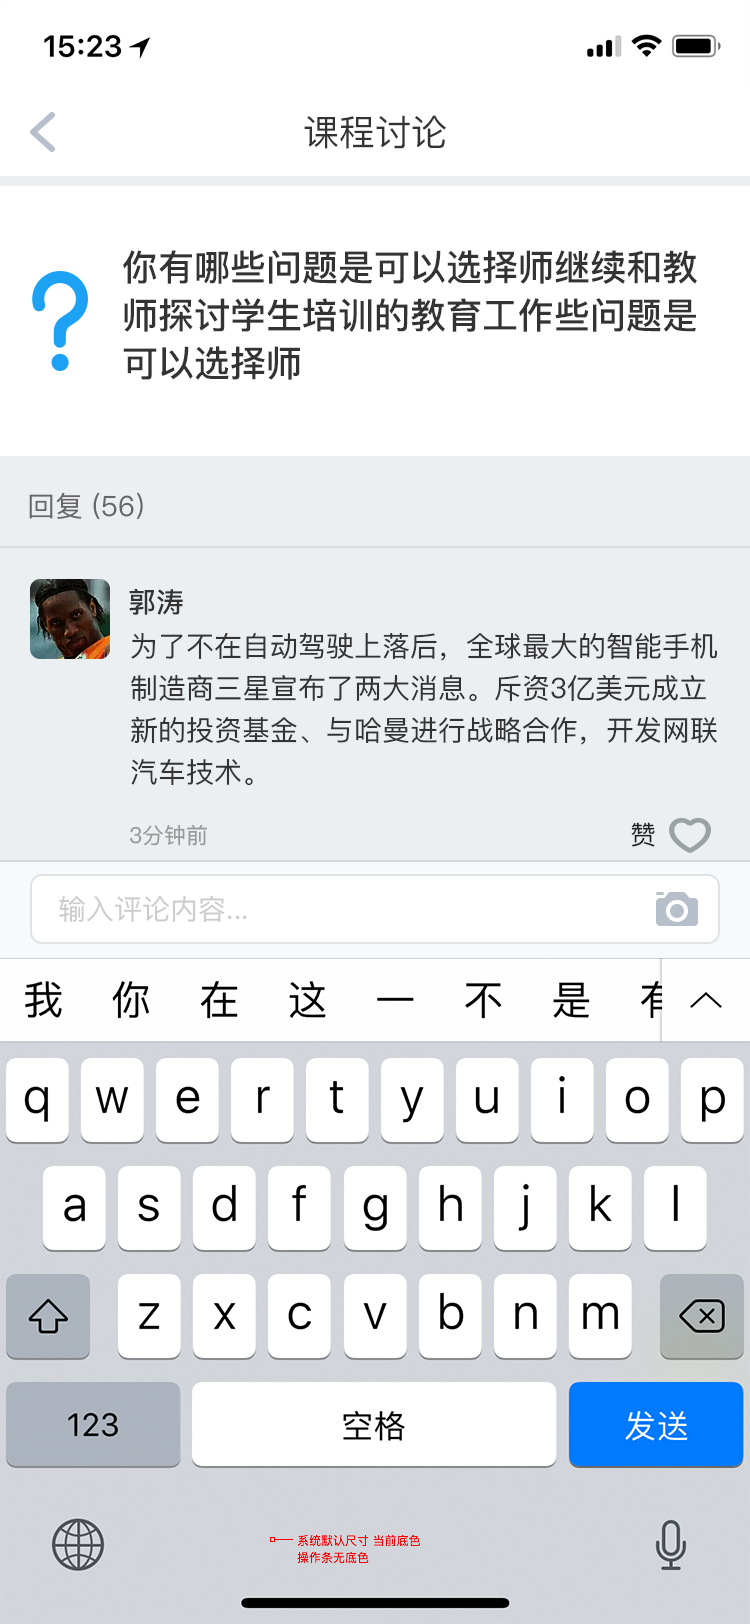 15:23
课程讨论
你有哪些问题是可以选择师继续和教
师探讨学生培训的教育工作些问题是
可以选择师
回复 (56)
郭涛
为了不在自动驾驶上落后，全球最大的智能手机
制造商三星宣布了两大消息。斥资3亿美元成立
新的投资基金、与哈曼进行战略合作，开发网联
汽车技术。
3分钟前 赞
输入评论内容...
我 你 在 这 一 不 是 有
q w e r t y u i o p
a s d f g h j k l
z x c v b n m
123 空格 发送
系统默认尺寸 当前底色
操作条无底色